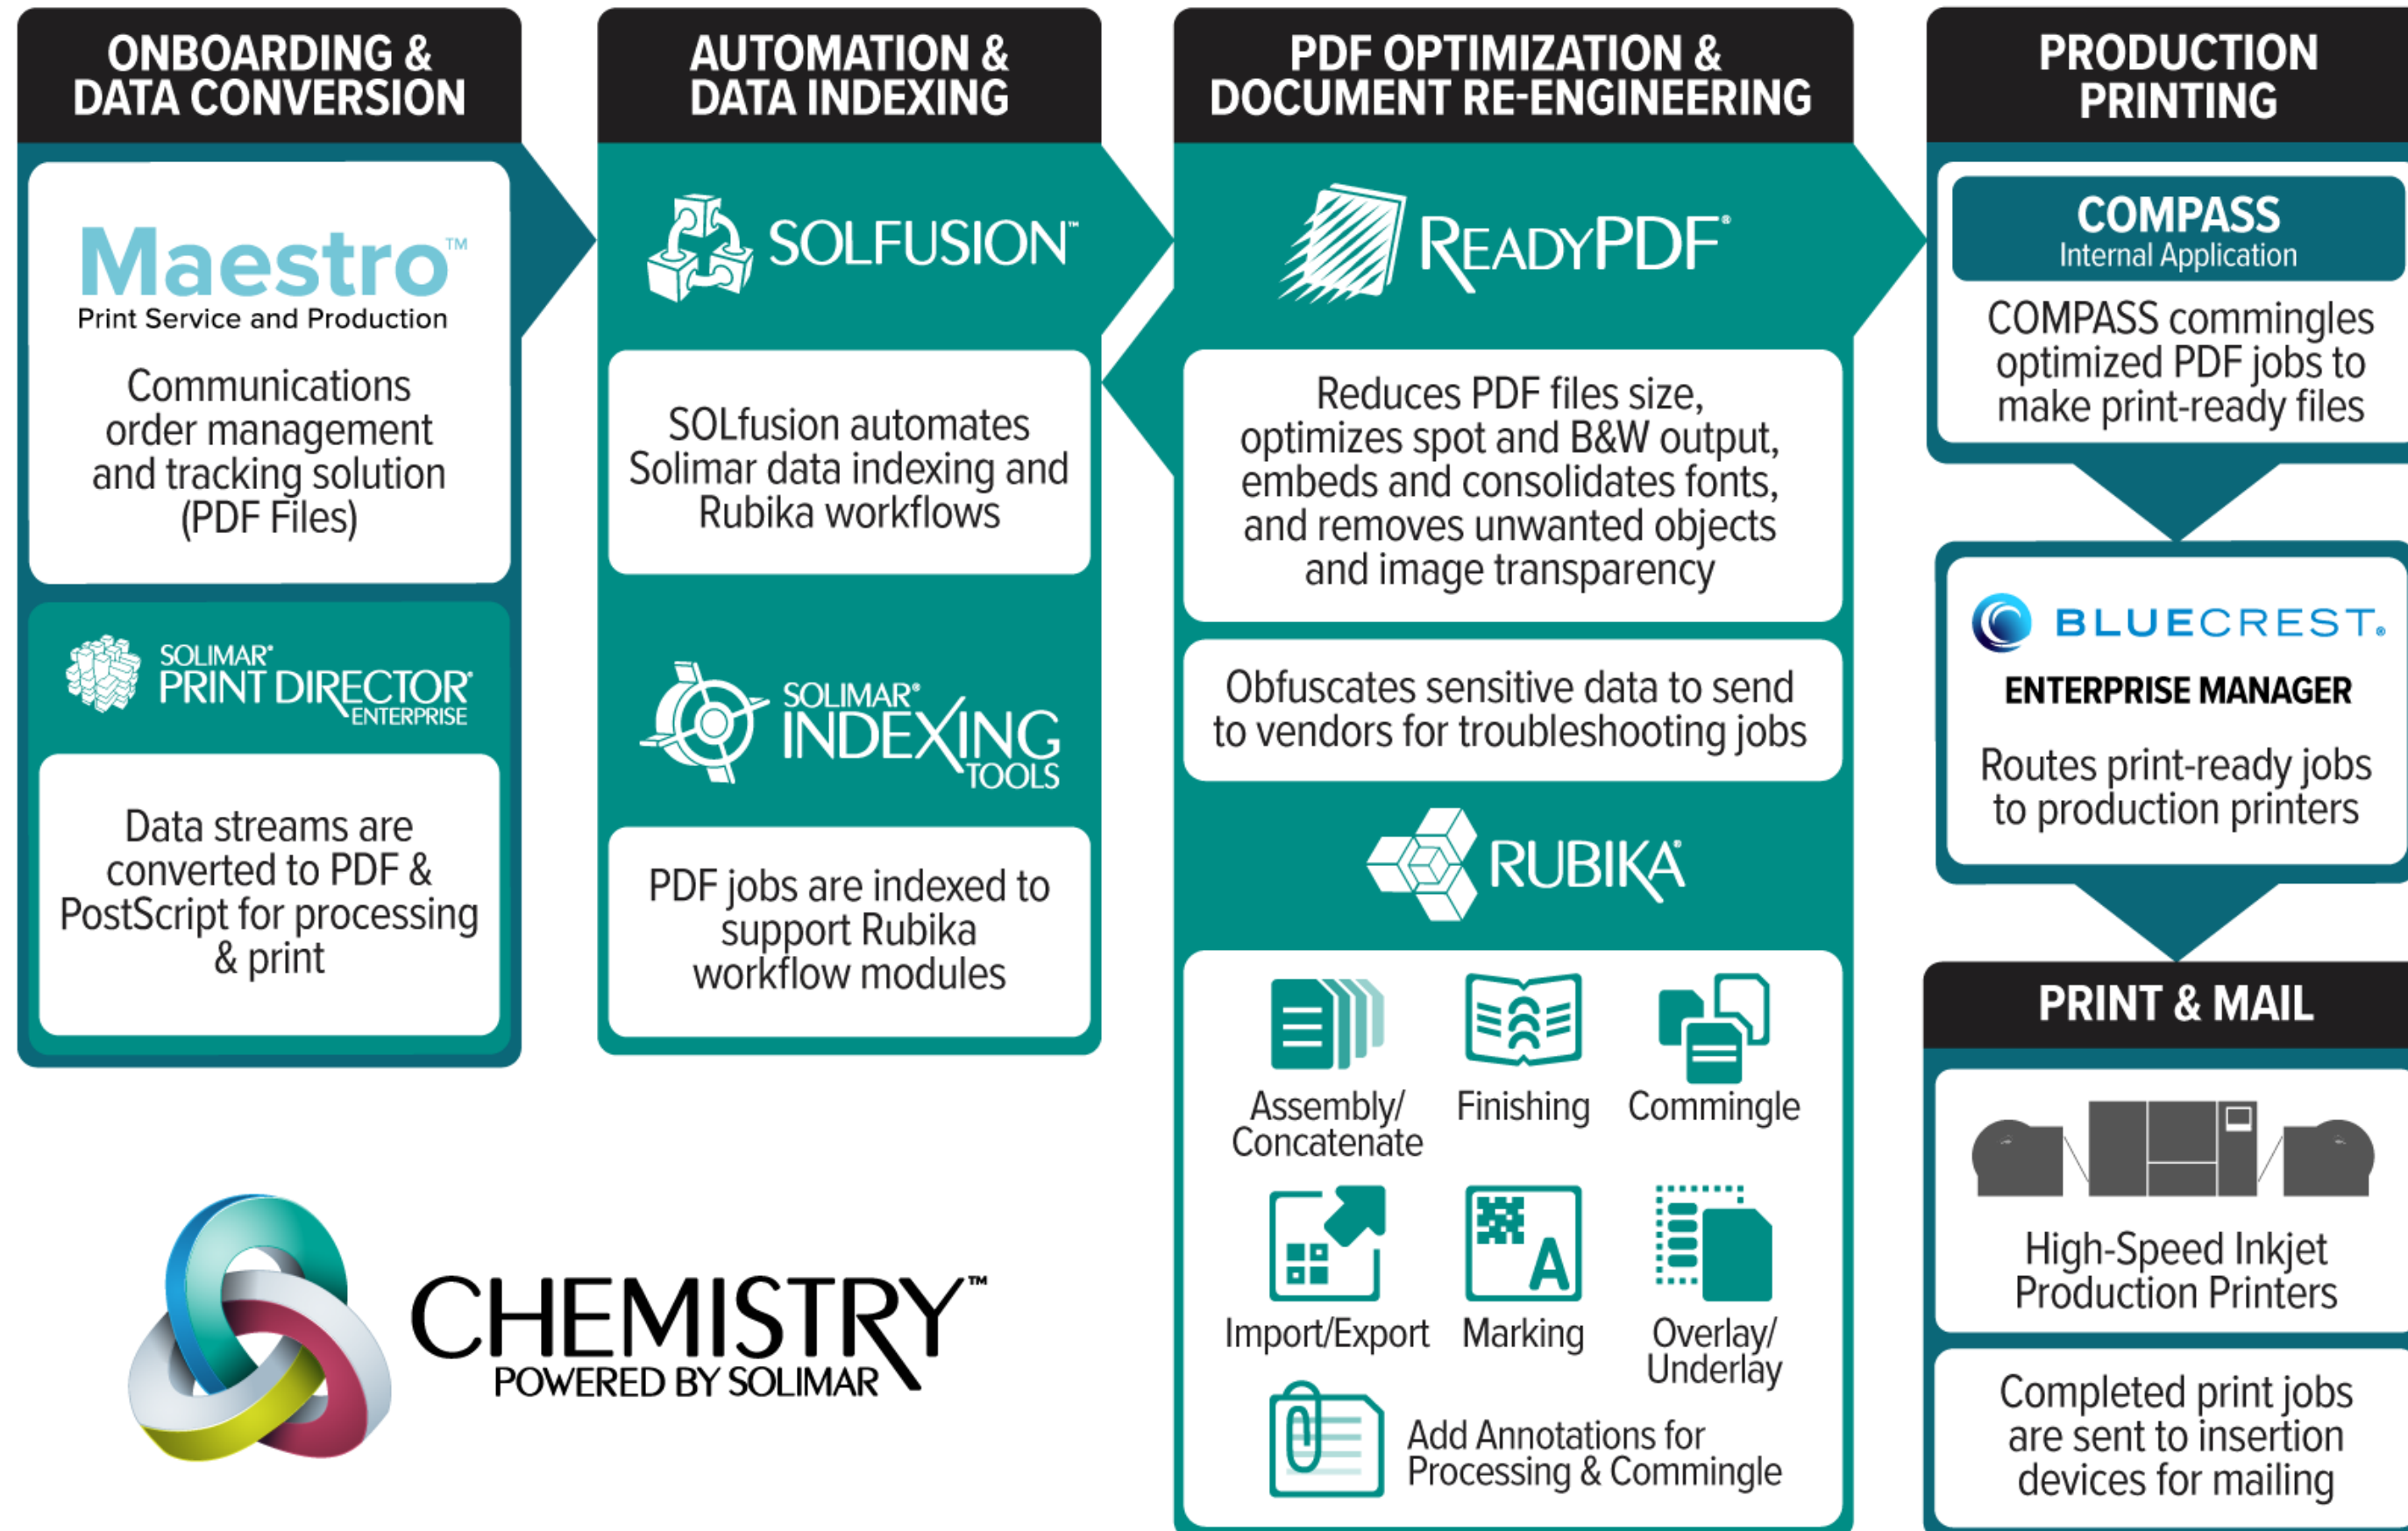 ONBOARDING &
DATA CONVERSION
Maestro™
Print Service and Production
Communications
order management
and tracking solution
(PDF Files)
SOLIMAR®
PRINT DIRECTOR®
ENTERPRISE
Data streams are
converted to PDF &
PostScript for processing
& print
AUTOMATION &
DATA INDEXING
SOLFUSION™
SOLfusion automates
Solimar data indexing and
Rubika workflows
SOLIMAR®
INDEXING
TOOLS
PDF jobs are indexed to
support Rubika
workflow modules
PDF OPTIMIZATION &
DOCUMENT RE-ENGINEERING
READYPDF®
Reduces PDF files size,
optimizes spot and B&W output,
embeds and consolidates fonts,
and removes unwanted objects
and image transparency
Obfuscates sensitive data to send
to vendors for troubleshooting jobs
RUBIKA®
Assembly/
Concatenate
Finishing
Commingle
Import/Export
A
Marking
Overlay/
Underlay
Add Annotations for
Processing & Commingle
PRODUCTION
PRINTING
COMPASS
Internal Application
COMPASS commingles
optimized PDF jobs to
make print-ready files
BLUECREST®
ENTERPRISE MANAGER
Routes print-ready jobs
to production printers
PRINT & MAIL
High-Speed Inkjet
Production Printers
Completed print jobs
are sent to insertion
devices for mailing
CHEMISTRY™
POWERED BY SOLIMAR